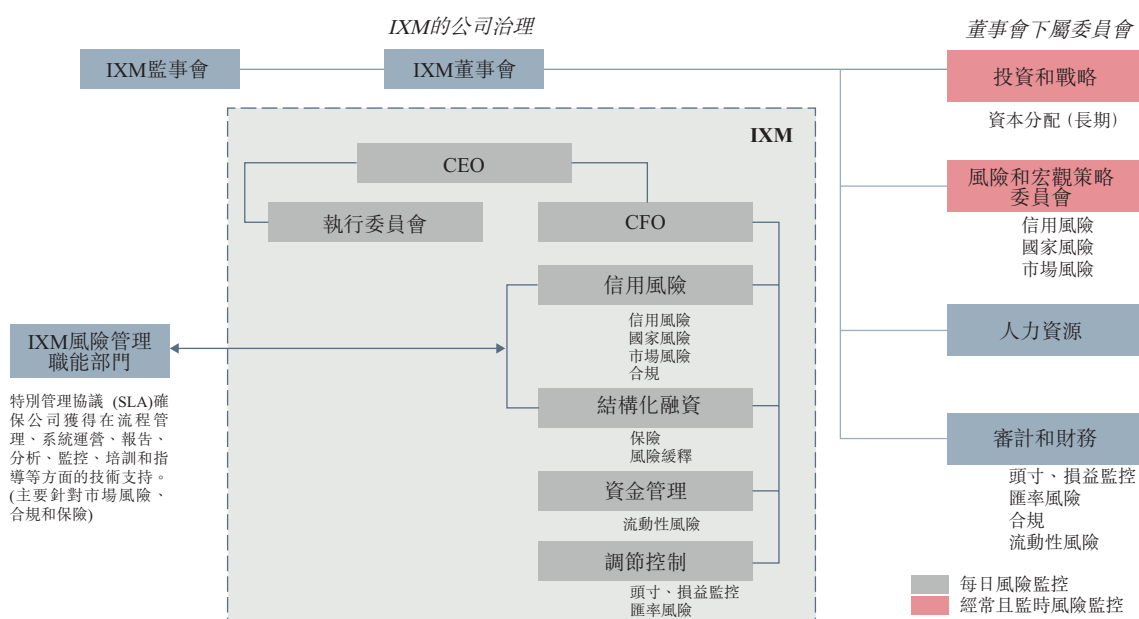 IXM的公司治理
董事會下屬委員會
IXM監事會
IXM董事會
投資和戰略
資本分配（長期）
IXM
CEO
執行委員會
CFO
風險和宏觀策略
委員會
信用風險
國家風險
市場風險
信用風險
信用風險
國家風險
市場風險
合規
人力資源
IXM風險管理
職能部門
特別管理協議 (SLA)確
保公司獲得在流程管
理、系統運營、報告、
分析、監控、培訓和指
導等方面的技術支持。
(主要針對市場風險、
合規和保險)
結構化融資
保險
風險緩釋
審計和財務
頭寸、損益監控
匯率風險
合規
流動性風險
資金管理
流動性風險
調節控制
頭寸、損益監控
匯率風險
每日風險監控
經常且監時風險監控